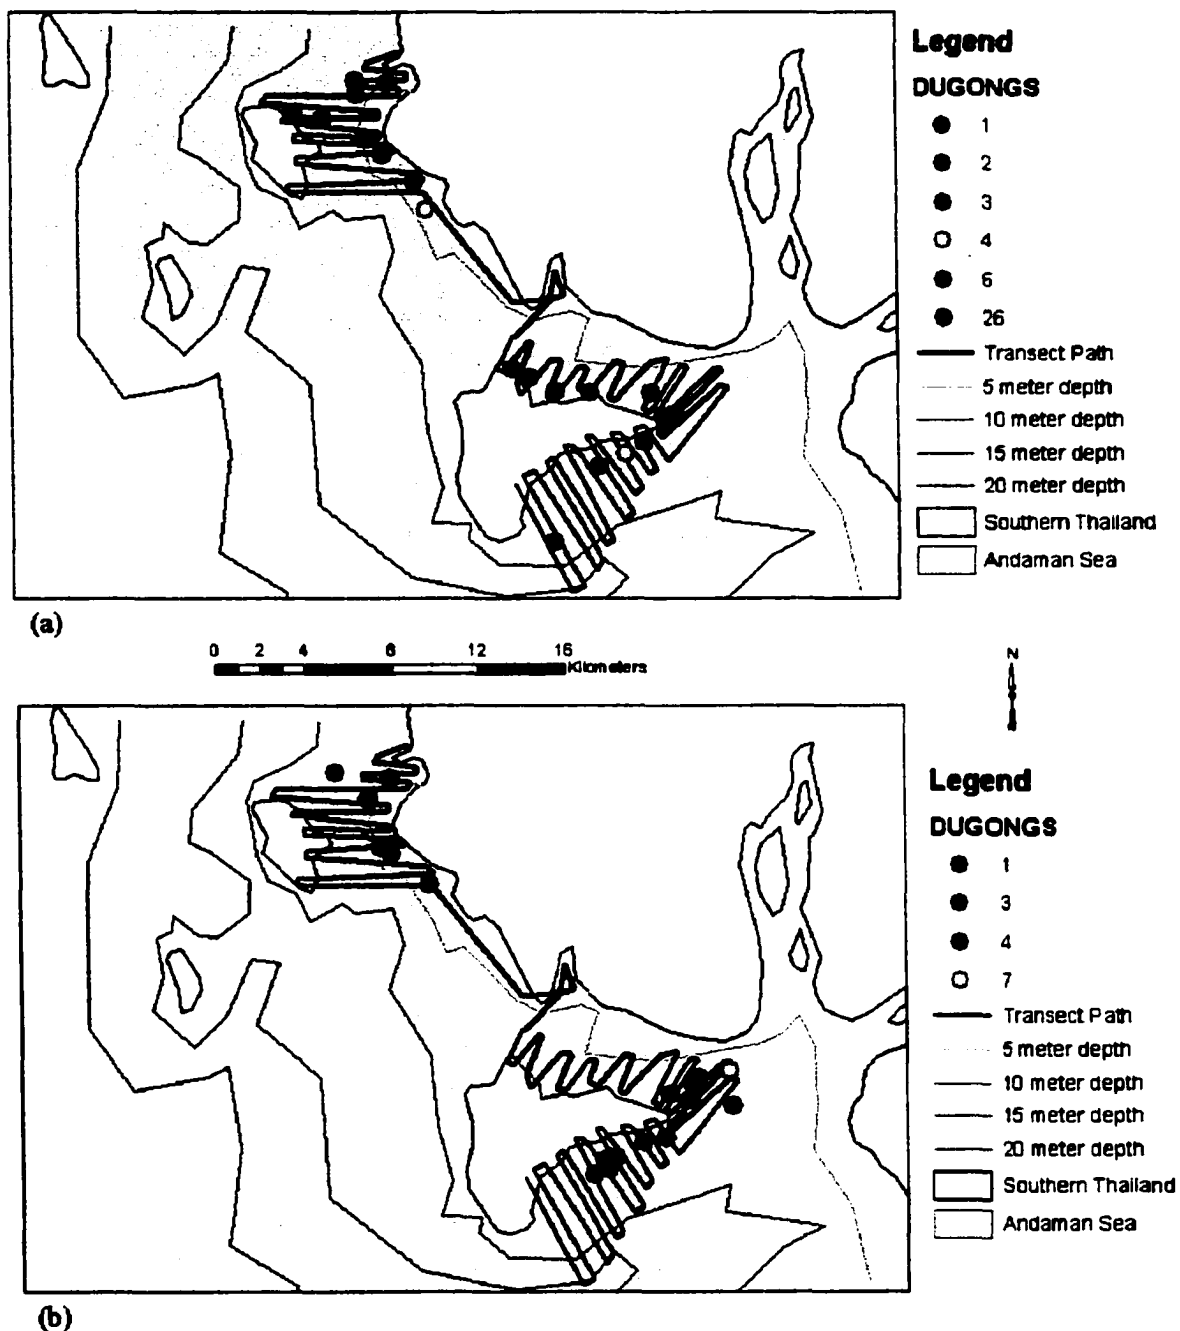 Legend
DUGONGS
1
2
3
4
6
26
Transect Path
5 meter depth
10 meter depth
15 meter depth
20 meter depth
Southern Thailand
Andaman Sea
(a)
0 2 4 8 12 16
Kilometers
N
Legend
DUGONGS
1
3
4
7
Transect Path
5 meter depth
10 meter depth
15 meter depth
20 meter depth
Southern Thailand
Andaman Sea
(b)